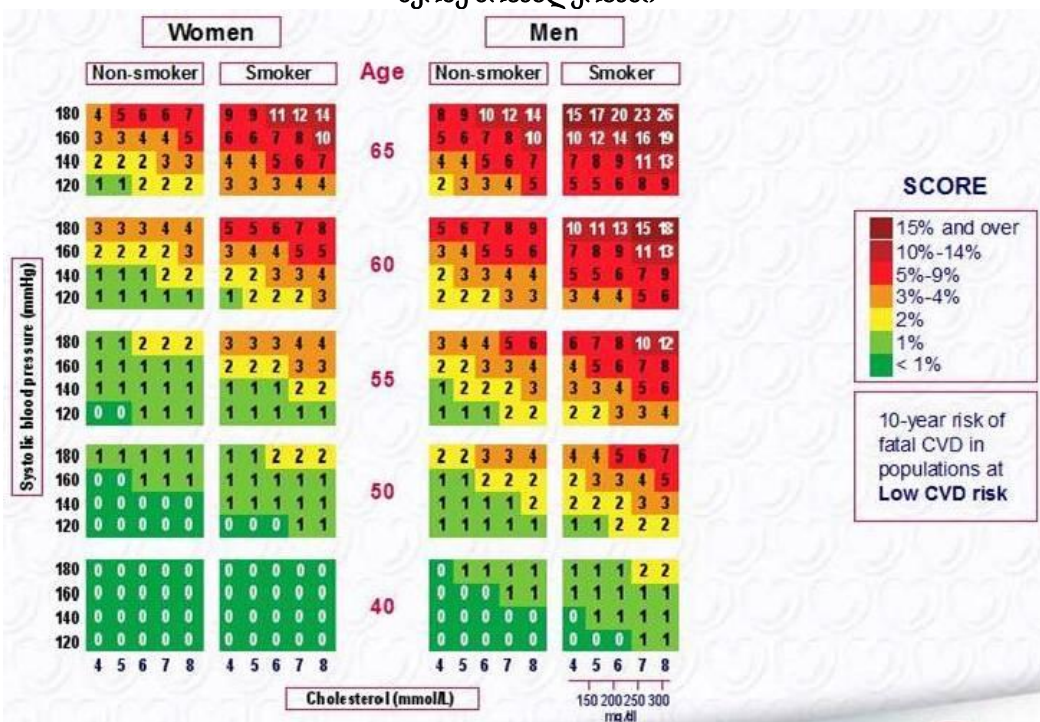 Women Men
Non-smoker Smoker Age Non-smoker Smoker
180 4 5 6 6 7 9 9 11 12 14 8 9 10 12 14 15 17 20 23 26
160 3 3 4 4 5 6 6 7 8 10 5 6 7 8 10 10 12 14 16 19
65
140 2 2 2 3 3 4 4 5 6 7 4 4 5 6 7 7 8 9 11 13
120 1 1 2 2 2 3 3 3 4 4 2 3 3 4 5 5 5 6 8 9
180 3 3 3 4 4 5 5 6 7 8 5 6 7 8 9 10 11 13 15 18
160 2 2 2 2 3 3 4 4 5 5 3 4 5 5 6 7 8 9 11 13
60
140 1 1 1 2 2 2 2 3 3 4 2 3 3 4 4 5 5 6 7 9
120 1 1 1 1 1 1 2 2 2 3 2 2 2 3 3 3 4 4 5 6
180 1 1 2 2 2 3 3 3 4 4 3 4 4 5 6 6 7 8 10 12
160 1 1 1 1 1 2 2 2 3 3 2 2 3 3 4 4 5 6 7 8
55
140 1 1 1 1 1 1 1 1 2 2 1 2 2 2 3 3 3 4 5 6
120 0 0 1 1 1 1 1 1 1 1 1 1 1 2 2 2 2 3 3 4
180 1 1 1 1 1 1 1 2 2 2 2 2 3 3 4 4 4 5 6 7
160 0 0 1 1 1 1 1 1 1 1 1 1 2 2 2 2 3 3 4 5
50
140 0 0 0 0 0 1 1 1 1 1 1 1 1 1 2 2 2 2 3 3
120 0 0 0 0 0 0 0 0 1 1 1 1 1 1 1 1 1 2 2 2
180 0 0 0 0 0 0 0 0 0 0 0 1 1 1 1 1 1 1 2 2
160 0 0 0 0 0 0 0 0 0 0 0 0 0 1 1 1 1 1 1 1
40
140 0 0 0 0 0 0 0 0 0 0 0 0 0 0 0 0 1 1 1 1
120 0 0 0 0 0 0 0 0 0 0 0 0 0 0 0 0 0 0 1 1
4 5 6 7 8 4 5 6 7 8 4 5 6 7 8 4 5 6 7 8
Systolic blood pressure (mmHg)
Cholesterol (mmol/L)
150 200 250 300
mg/dl
SCORE
15% and over
10%-14%
5%-9%
3%-4%
2%
1%
< 1%
10-year risk of
fatal CVD in
populations at
Low CVD risk